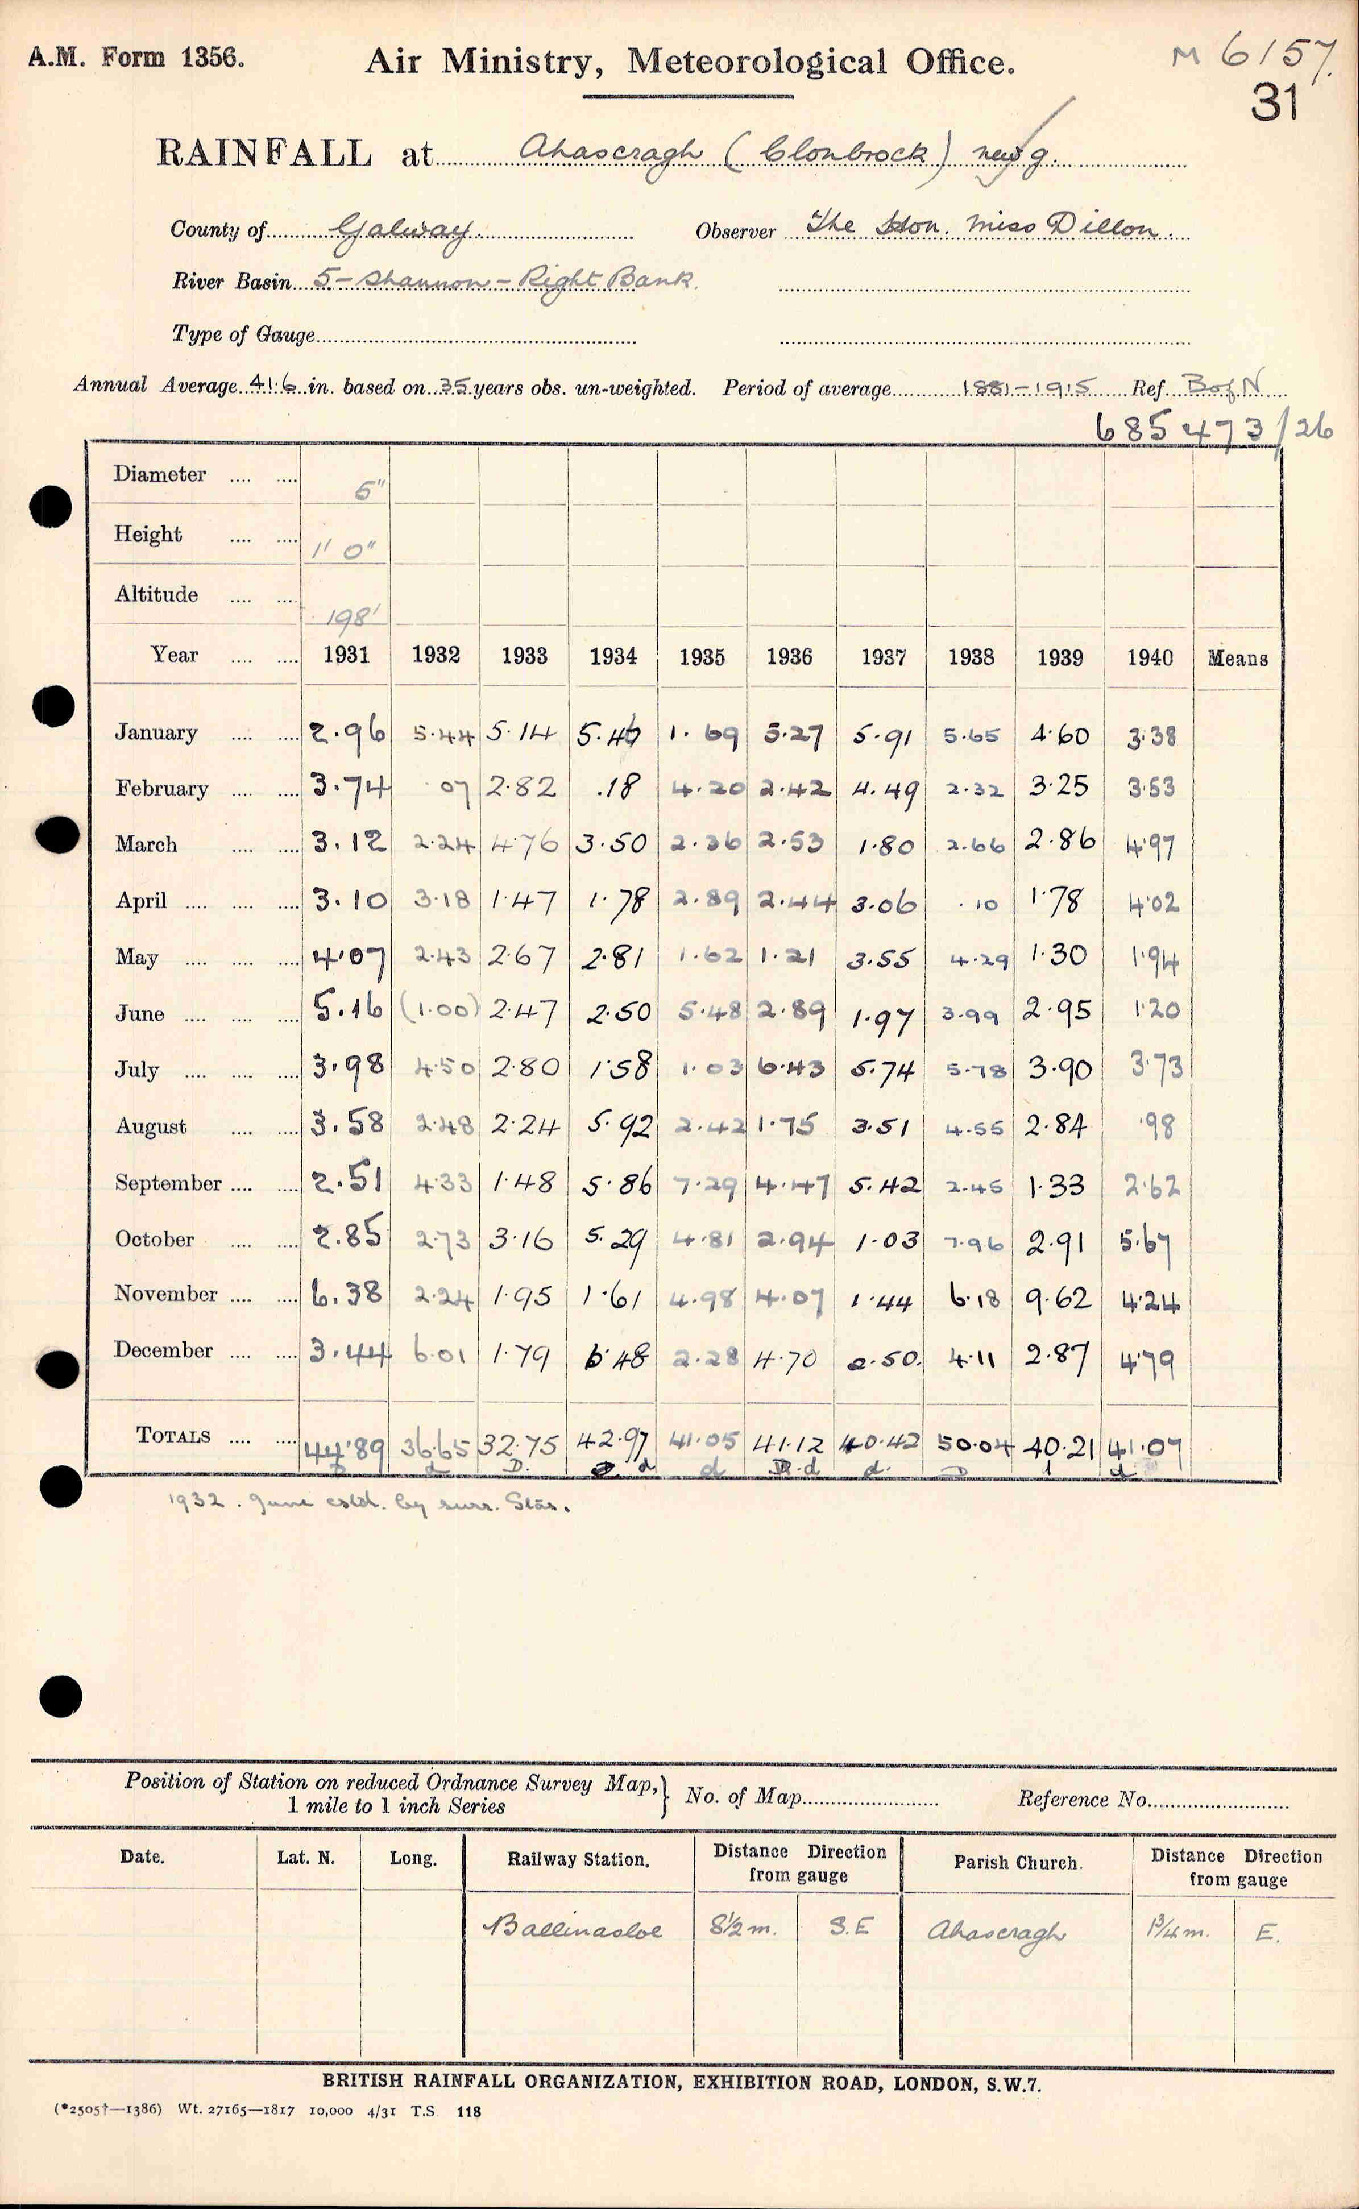 A.M. Form 1356.
Air Ministry, Meteorological Office.
M 6157.
31
RAINFALL at Ahascragh (Clonbrock) new g.
County of Galway. Observer The Hon. Miss Dillon.
River Basin 5 - Shannon - Right Bank.
Type of Gauge
Annual Average 41.6 in. based on 35 years obs. un-weighted. Period of average 1881-1915 Ref. B of N
685473/26
Diameter .... .... 5"
Height .... .... 1' 0"
Altitude .... .... 198'
Year .... .... 1931 1932 1933 1934 1935 1936 1937 1938 1939 1940 Means
January .... .... 2.96 5.44 5.14 5.46 1.69 5.27 5.91 5.65 4.60 3.38
February .... .... 3.74 07 2.82 .18 4.20 2.42 4.49 2.32 3.25 3.53
March .... .... 3.12 2.24 4.76 3.50 2.36 2.53 1.80 2.66 2.86 4.97
April .... .... .... 3.10 3.18 1.47 1.78 2.89 2.44 3.06 .10 1.78 4.02
May .... .... .... 4.07 2.43 2.67 2.81 1.62 1.21 3.55 4.29 1.30 1.94
June .... .... .... 5.16 (1.00) 2.47 2.50 5.48 2.89 1.97 3.99 2.95 1.20
July .... .... .... 3.98 4.50 2.80 1.58 1.03 6.43 5.74 5.78 3.90 3.73
August .... .... 3.58 2.48 2.24 5.92 2.42 1.75 3.51 4.55 2.84 .98
September .... .... 2.51 4.33 1.48 5.86 7.29 4.47 5.42 2.45 1.33 2.62
October .... .... 2.85 2.73 3.16 5.29 4.81 2.94 1.03 7.96 2.91 5.67
November .... .... 6.38 2.24 1.95 1.61 4.98 4.07 1.44 6.18 9.62 4.24
December .... .... 3.44 6.01 1.79 6.48 2.28 4.70 2.50. 4.11 2.87 4.79
TOTALS .... .... 44.89 36.65 32.75 42.97 41.05 41.12 40.42 50.04 40.21 41.07
D d D. d d D. d d. D 1 d
1932. June estd. by surr. Stns.
Position of Station on reduced Ordnance Survey Map,} No. of Map Reference No.
1 mile to 1 inch Series
Date. Lat. N. Long. Railway Station. Distance Direction from gauge Parish Church. Distance Direction from gauge
Ballinasloe 8½ m. S.E Ahascragh 1¾ m. E.
BRITISH RAINFALL ORGANIZATION, EXHIBITION ROAD, LONDON, S.W.7.
(*2505†—1386) Wt. 27165—1817 10,000 4/31 T.S. 118